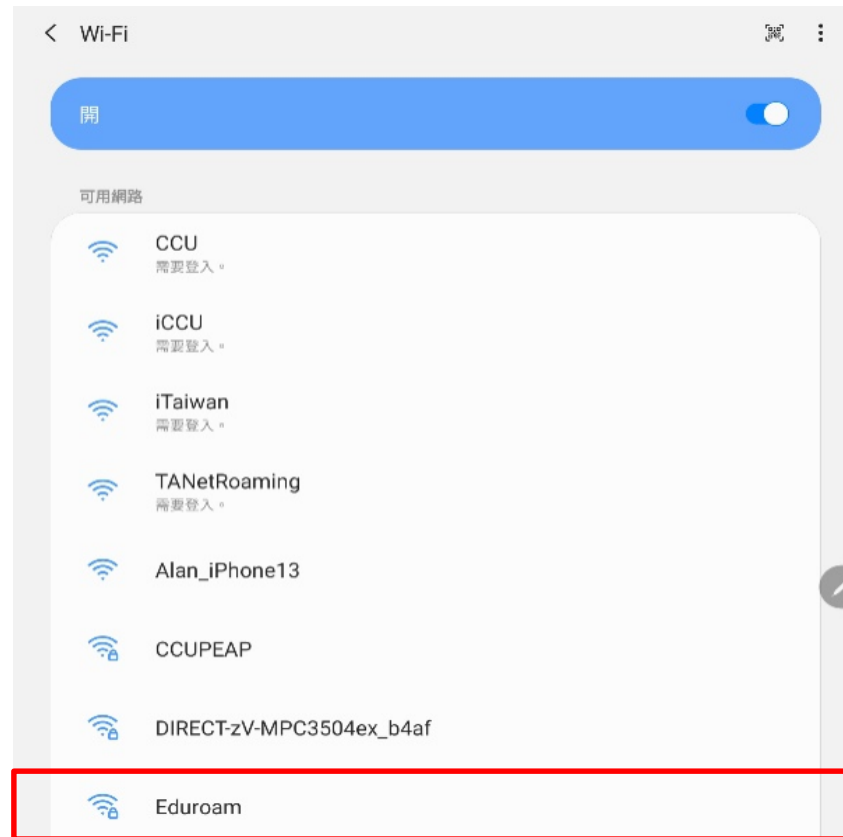 Wi-Fi
開
可用網路
CCU
需要登入。
iCCU
需要登入。
iTaiwan
需要登入。
TANetRoaming
需要登入。
Alan_iPhone13
CCUPEAP
DIRECT-zV-MPC3504ex_b4af
Eduroam